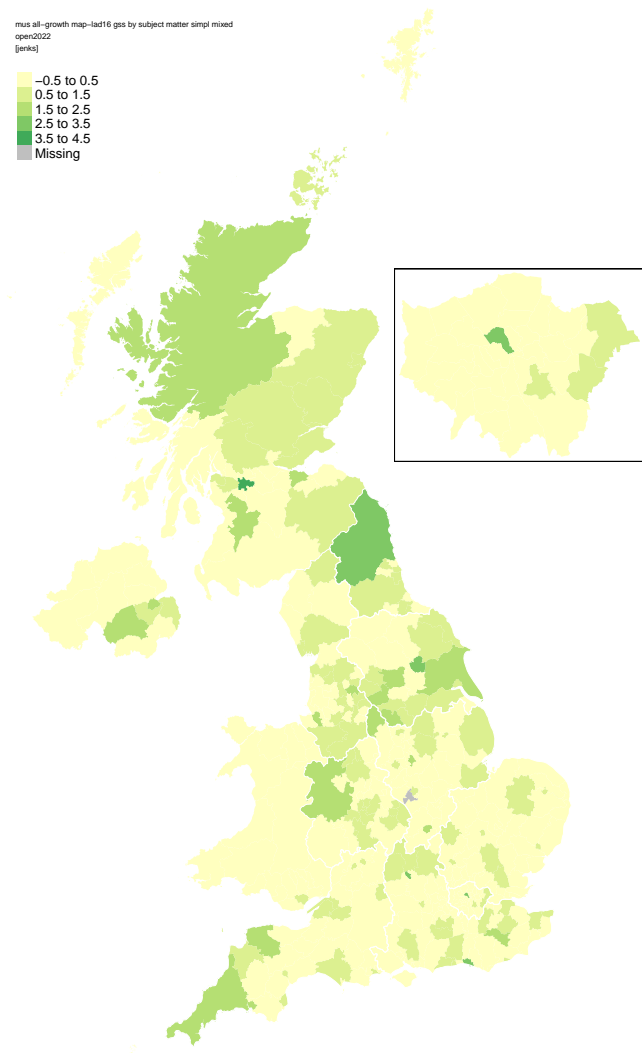 mus all−growth map−lad16 gss by subject matter simpl mixed
open2022
[jenks]
−0.5 to 0.5
0.5 to 1.5
1.5 to 2.5
2.5 to 3.5
3.5 to 4.5
Missing